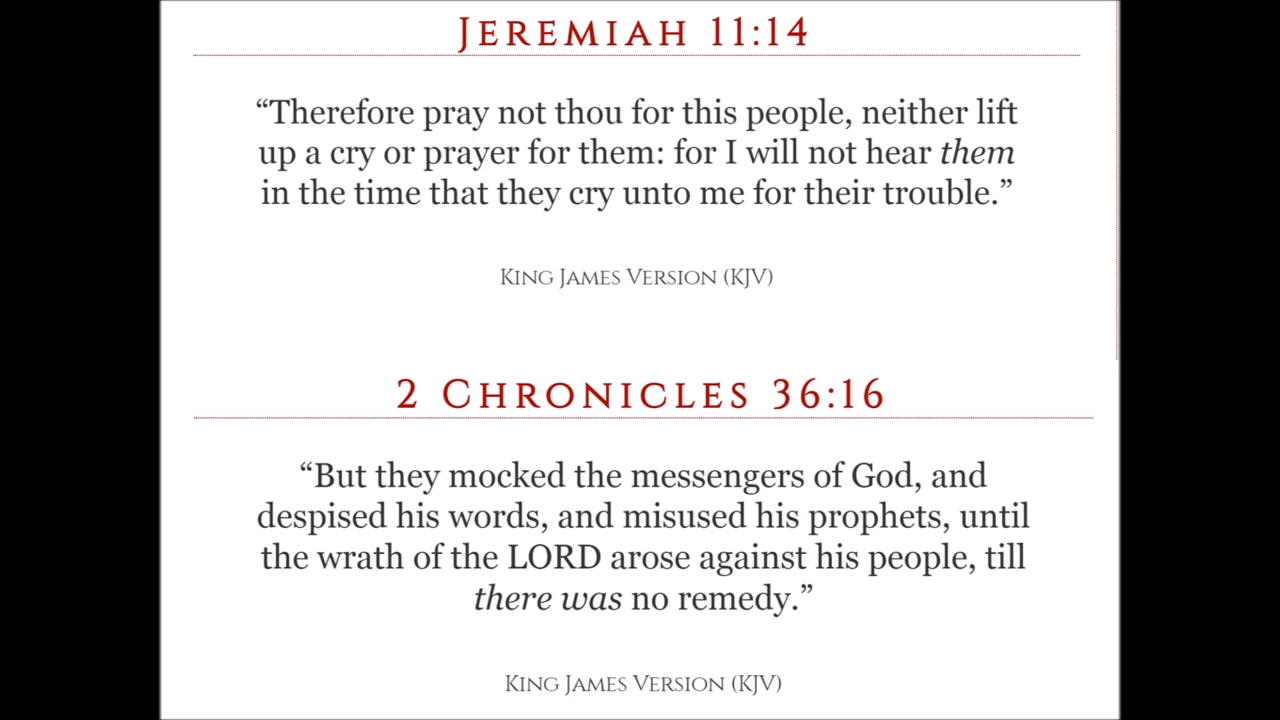 Jeremiah 11:14
“Therefore pray not thou for this people, neither lift
up a cry or prayer for them: for I will not hear them
in the time that they cry unto me for their trouble.”
King James Version (KJV)
2 Chronicles 36:16
“But they mocked the messengers of God, and
despised his words, and misused his prophets, until
the wrath of the LORD arose against his people, till
there was no remedy.”
King James Version (KJV)